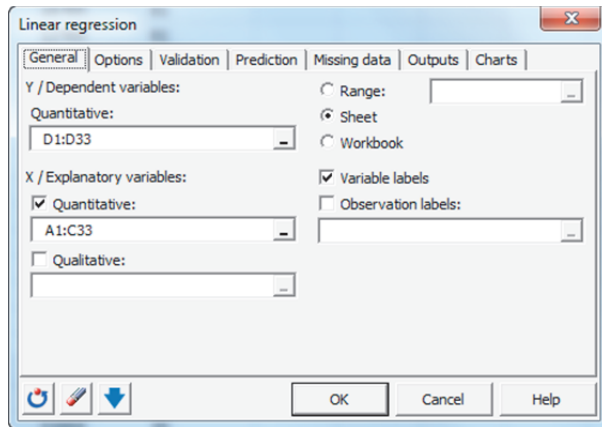 Linear regression
General Options Validation Prediction Missing data Outputs Charts
Y / Dependent variables:
Quantitative:
D1:D33
X / Explanatory variables:
Quantitative:
A1:C33
Qualitative:
Range:
Sheet
Workbook
Variable labels
Observation labels:
OK Cancel Help